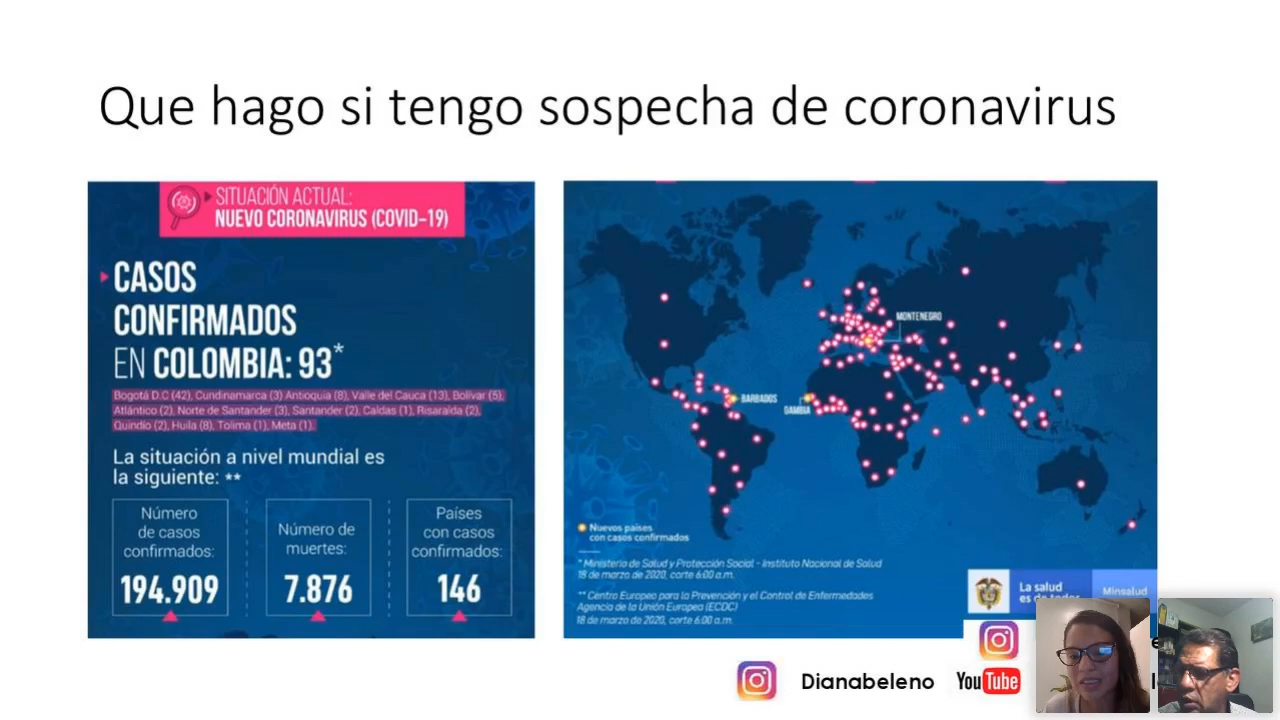 Que hago si tengo sospecha de coronavirus
SITUACIÓN ACTUAL:
NUEVO CORONAVIRUS (COVID-19)
CASOS
CONFIRMADOS
EN COLOMBIA: 93*
Bogotá D.C (42), Cundinamarca (3) Antioquia (8), Valle del Cauca (13), Bolívar (5),
Atlántico (2), Norte de Santander (3), Santander (2), Caldas (1), Risaralda (2),
Quindío (2), Huila (8), Tolima (1), Meta (1).
La situación a nivel mundial es
la siguiente: **
Número
de casos
confirmados:
194.909
Número de
muertes:
7.876
Países
con casos
confirmados:
146
MONTENEGRO
BARBADOS
GAMBIA
Nuevos países
con casos confirmados
* Ministerio de Salud y Protección Social - Instituto Nacional de Salud
18 de marzo de 2020, corte 6:00 a.m.
** Centro Europeo para la Prevención y el Control de Enfermedades
Agencia de la Unión Europea (ECDC)
18 de marzo de 2020, corte 6:00 a.m.
La salud
es de todos
Minsalud
Dianabeleno
YouTube